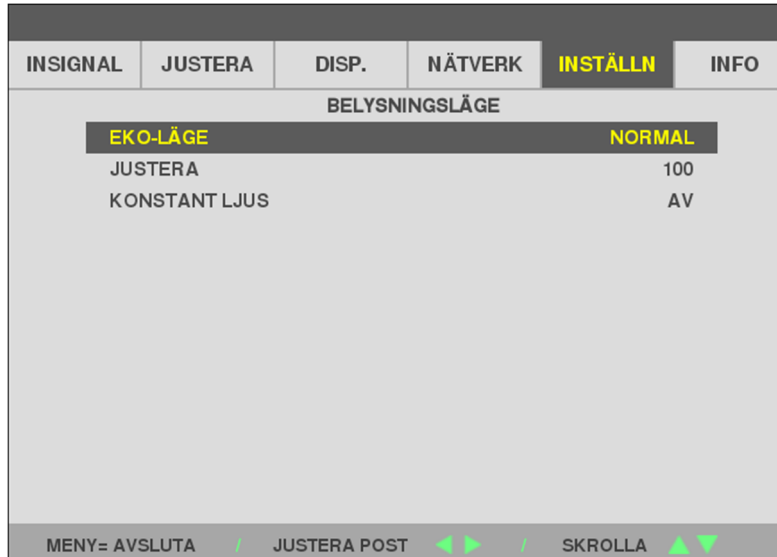 INSIGNAL JUSTERA DISP. NÄTVERK INSTÄLLN INFO
BELYSNINGSLÄGE
EKO-LÄGE NORMAL
JUSTERA 100
KONSTANT LJUS AV
MENY= AVSLUTA / JUSTERA POST / SKROLLA